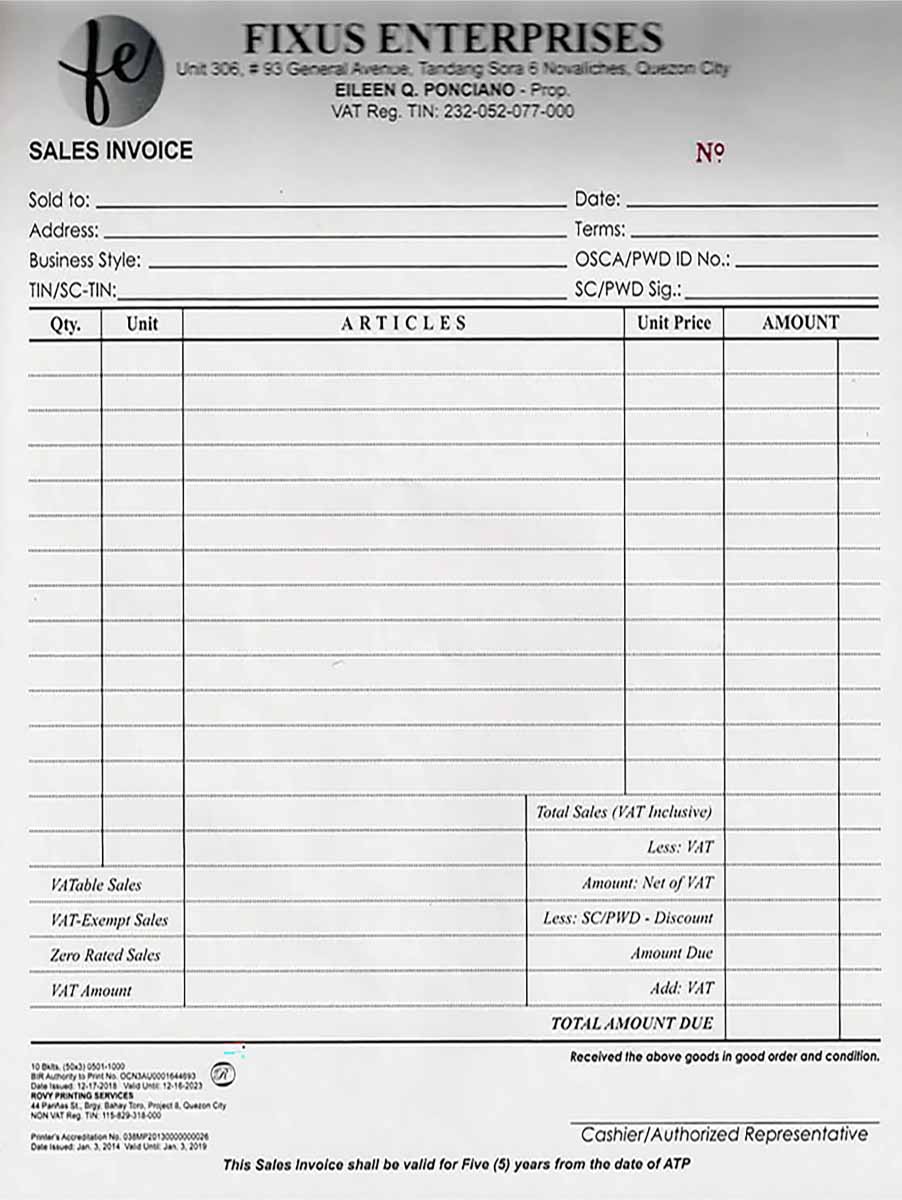 fe
FIXUS ENTERPRISES
Unit 306, # 93 General Avenue, Tandang Sora 6 Novaliches, Quezon City
EILEEN Q. PONCIANO - Prop.
VAT Reg. TIN: 232-052-077-000
SALES INVOICE Nº
Sold to: Date:
Address: Terms:
Business Style: OSCA/PWD ID No.:
TIN/SC-TIN: SC/PWD Sig.:
Qty. Unit ARTICLES Unit Price AMOUNT
Total Sales (VAT Inclusive)
Less: VAT
VATable Sales Amount: Net of VAT
VAT-Exempt Sales Less: SC/PWD - Discount
Zero Rated Sales Amount Due
VAT Amount Add: VAT
TOTAL AMOUNT DUE
Received the above goods in good order and condition.
10 Bklts. (50x3) 0501-1000
BIR Authority to Print No. OCN3AU0001644693
Date Issued: 12-17-2018 Valid Until: 12-16-2023
ROVY PRINTING SERVICES
44 Pariñas St., Brgy. Bahay Toro, Project 8, Quezon City
NON VAT Reg. TIN: 115-829-318-000
R
Printer's Accreditation No. 038MP20130000000026
Date Issued: Jan. 3, 2014 Valid Until: Jan. 3, 2019
Cashier/Authorized Representative
This Sales Invoice shall be valid for Five (5) years from the date of ATP